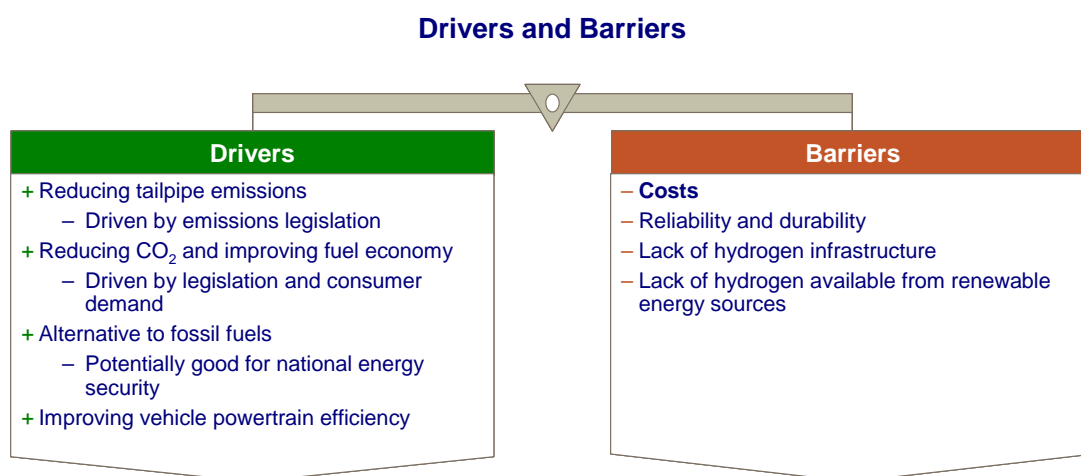 Drivers and Barriers
Drivers
+ Reducing tailpipe emissions
– Driven by emissions legislation
+ Reducing CO₂ and improving fuel economy
– Driven by legislation and consumer
demand
+ Alternative to fossil fuels
– Potentially good for national energy
security
+ Improving vehicle powertrain efficiency
Barriers
– Costs
– Reliability and durability
– Lack of hydrogen infrastructure
– Lack of hydrogen available from renewable
energy sources